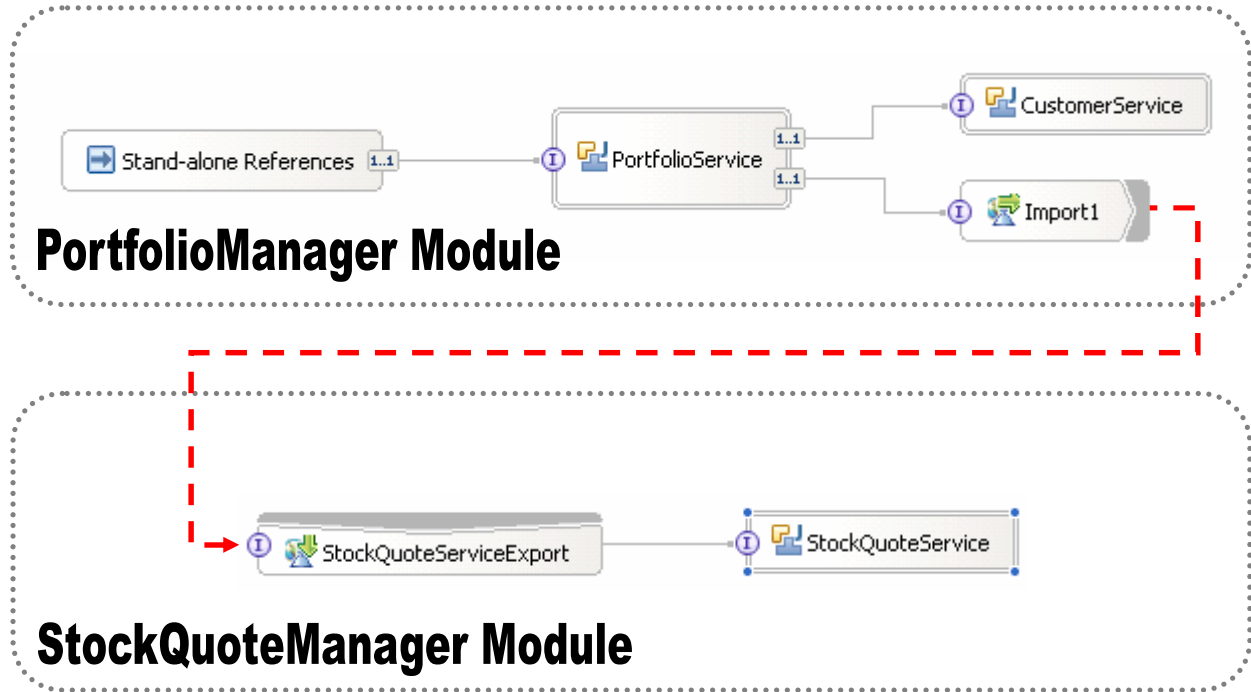 CustomerService
1..1
Stand-alone References 1..1
PortfolioService
1..1
Import1
PortfolioManager Module
StockQuoteServiceExport
StockQuoteService
StockQuoteManager Module
I
I
I
I
I